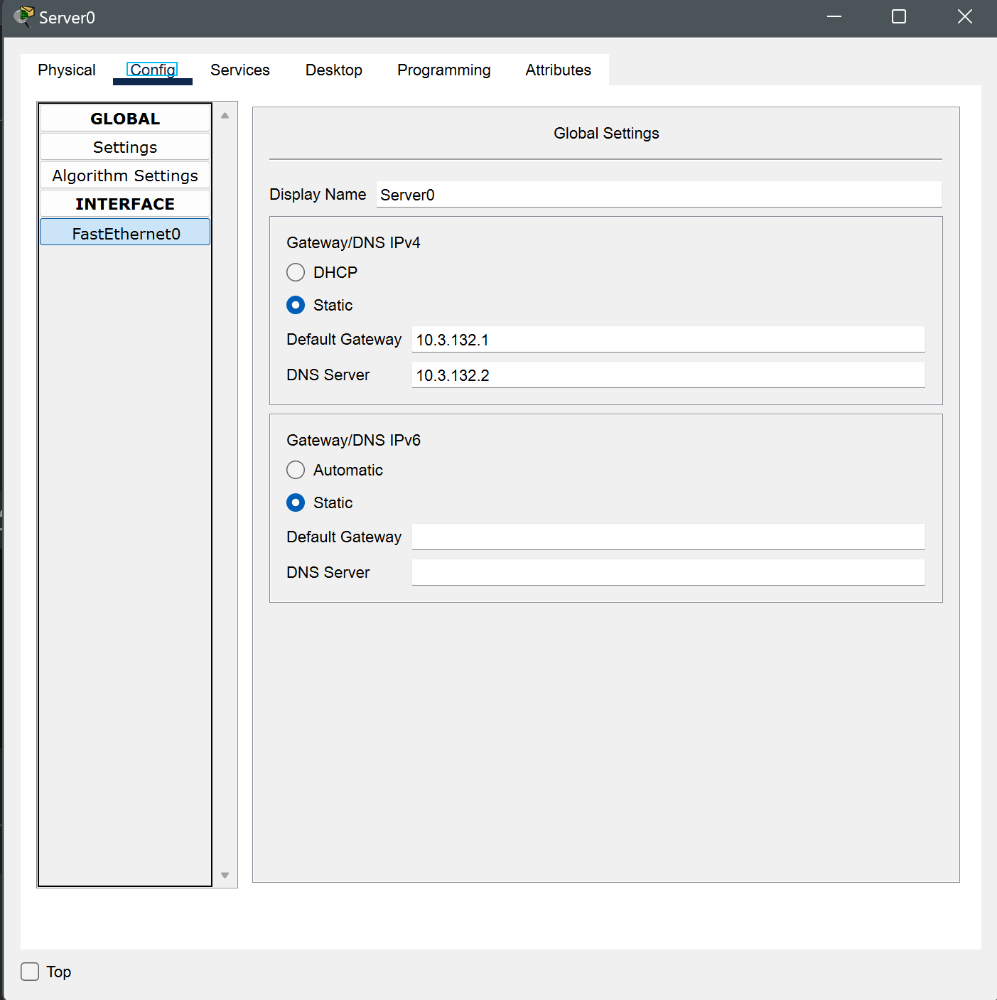 Server0
Physical Config Services Desktop Programming Attributes
GLOBAL
Settings
Algorithm Settings
INTERFACE
FastEthernet0
Global Settings
Display Name Server0
Gateway/DNS IPv4
DHCP
Static
Default Gateway 10.3.132.1
DNS Server 10.3.132.2
Gateway/DNS IPv6
Automatic
Static
Default Gateway
DNS Server
Top